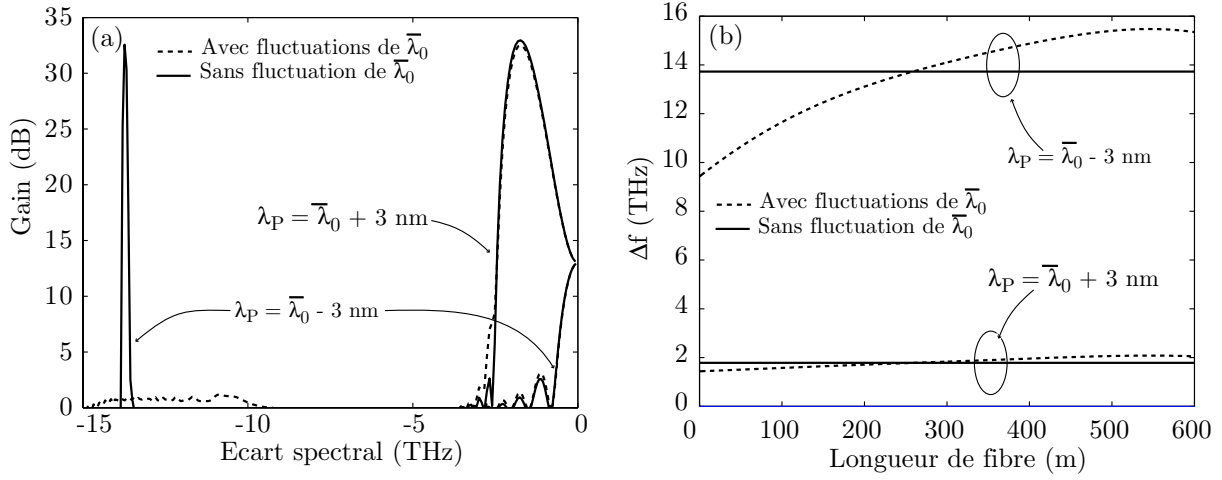 (a)
Avec fluctuations de λ̅₀
Sans fluctuation de λ̅₀
λP = λ̅₀ + 3 nm
λP = λ̅₀ - 3 nm
Gain (dB)
35
30
25
20
15
10
5
0
-15
-10
-5
0
Ecart spectral (THz)
(b)
λP = λ̅₀ - 3 nm
Avec fluctuations de λ̅₀
Sans fluctuation de λ̅₀
λP = λ̅₀ + 3 nm
Δf (THz)
16
14
12
10
8
6
4
2
0
0
100
200
300
400
500
600
Longueur de fibre (m)